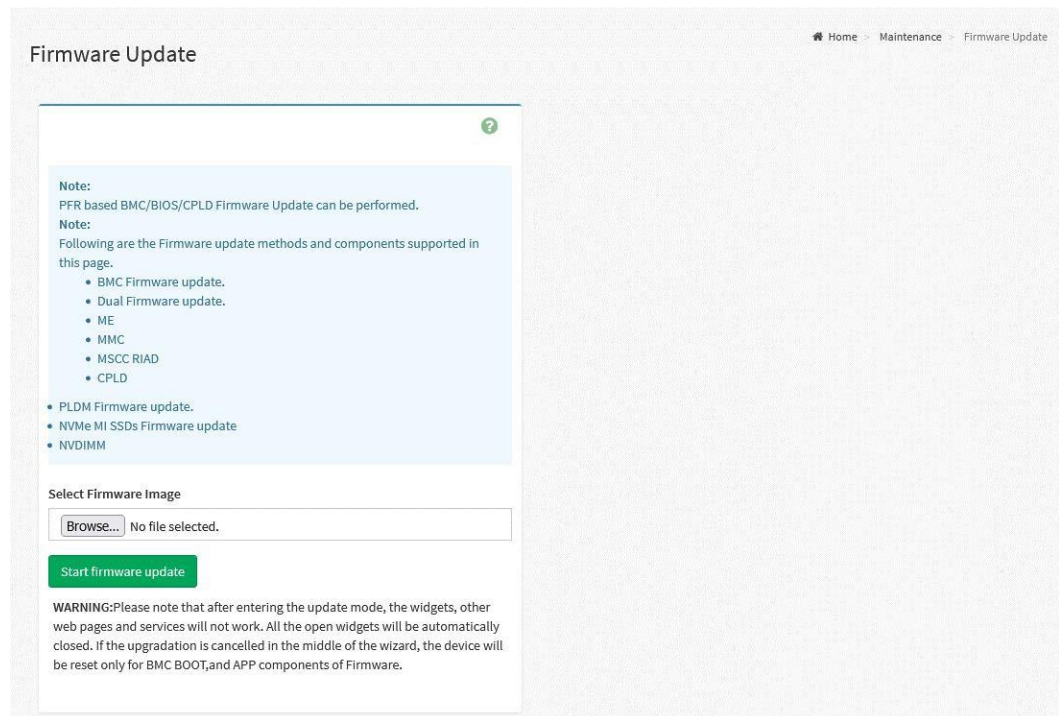 Home > Maintenance > Firmware Update
Firmware Update
Note:
PFR based BMC/BIOS/CPLD Firmware Update can be performed.
Note:
Following are the Firmware update methods and components supported in
this page.
• BMC Firmware update.
• Dual Firmware update.
• ME
• MMC
• MSCC RIAD
• CPLD
• PLDM Firmware update.
• NVMe MI SSDs Firmware update
• NVDIMM
Select Firmware Image
Browse... No file selected.
Start firmware update
WARNING:Please note that after entering the update mode, the widgets, other
web pages and services will not work. All the open widgets will be automatically
closed. If the upgradation is cancelled in the middle of the wizard, the device will
be reset only for BMC BOOT,and APP components of Firmware.